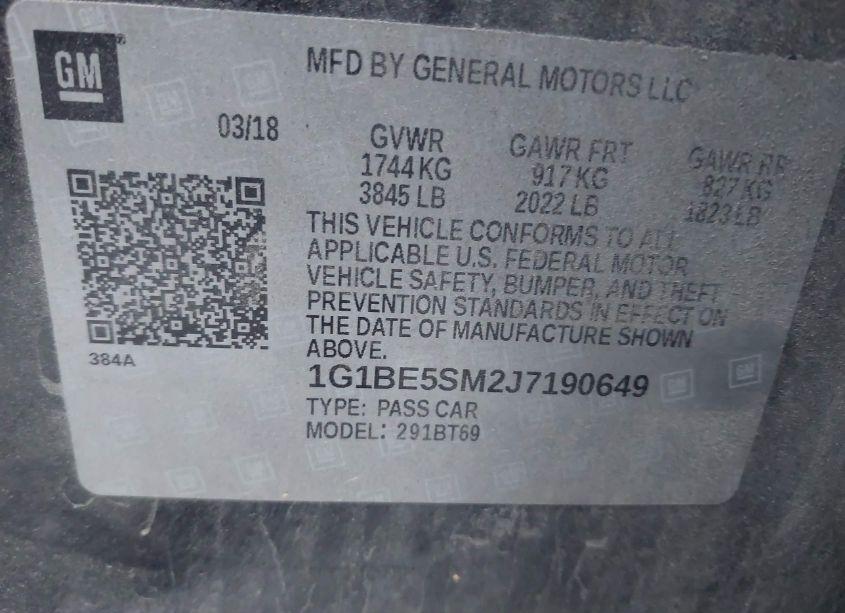 GM
MFD BY GENERAL MOTORS LLC
03/18
GVWR GAWR FRT GAWR RR
1744 KG 917 KG 827 KG
3845 LB 2022 LB 1823 LB
THIS VEHICLE CONFORMS TO ALL
APPLICABLE U.S. FEDERAL MOTOR
VEHICLE SAFETY, BUMPER, AND THEFT
PREVENTION STANDARDS IN EFFECT ON
THE DATE OF MANUFACTURE SHOWN
ABOVE.
384A
1G1BE5SM2J7190649
TYPE: PASS CAR
MODEL: 291BT69